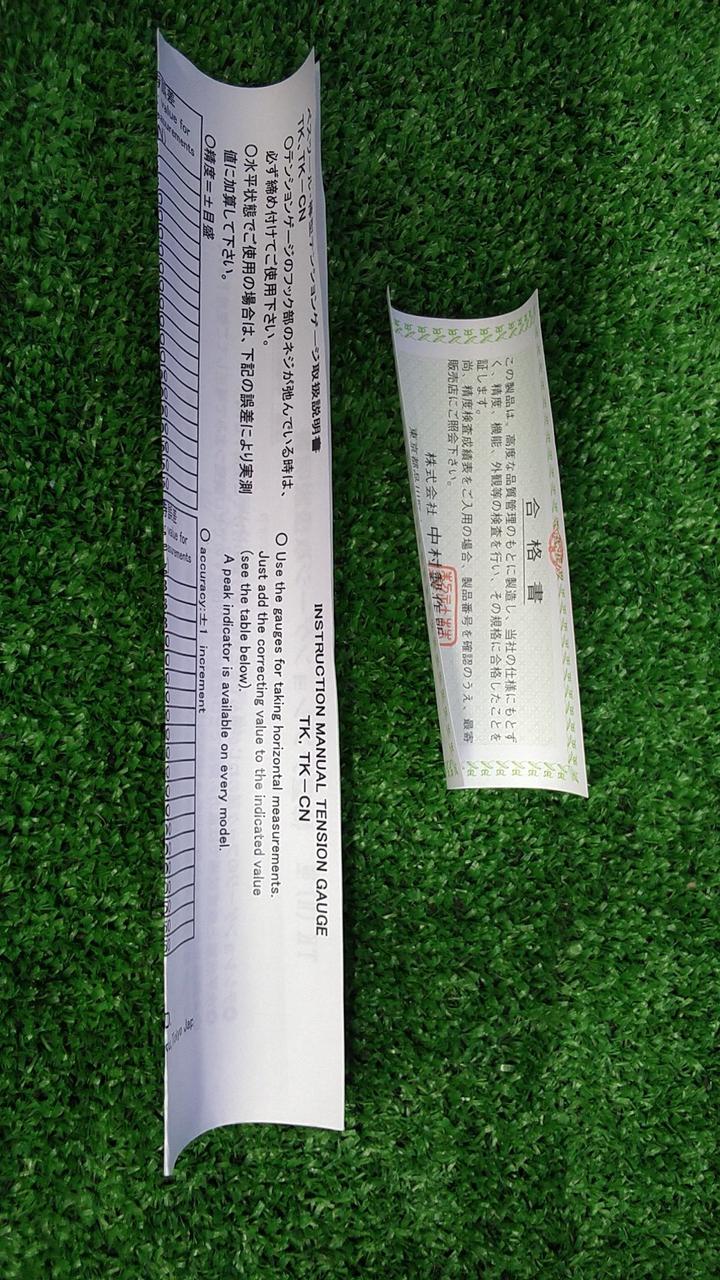 テンションゲージ取扱説明書
TK, TK－CN
○テンションゲージのフック部のネジが弛んでいる時は、
必ず締め付けてご使用下さい。
○水平状態でご使用の場合は、下記の誤差により実測
値に加算して下さい。
○精度＝±目盛
value for
INSTRUCTION MANUAL TENSION GAUGE
TK, TK－CN
○ Use the gauges for taking horizontal measurements.
Just add the correcting value to the indicated value
(see the table below).
A peak indicator is available on every model.
○ accuracy:±1 increment
value for
合格書
この製品は、高度な品質管理のもとに製造し、当社の仕様にもとず
く、精度、機能、外観等の検査を行い、その規格に合格したことを
証します。
尚、精度検査成績表をご入用の場合、製品番号を確認のうえ、最寄
販売店にご照会下さい。
株式会社 中村製作所